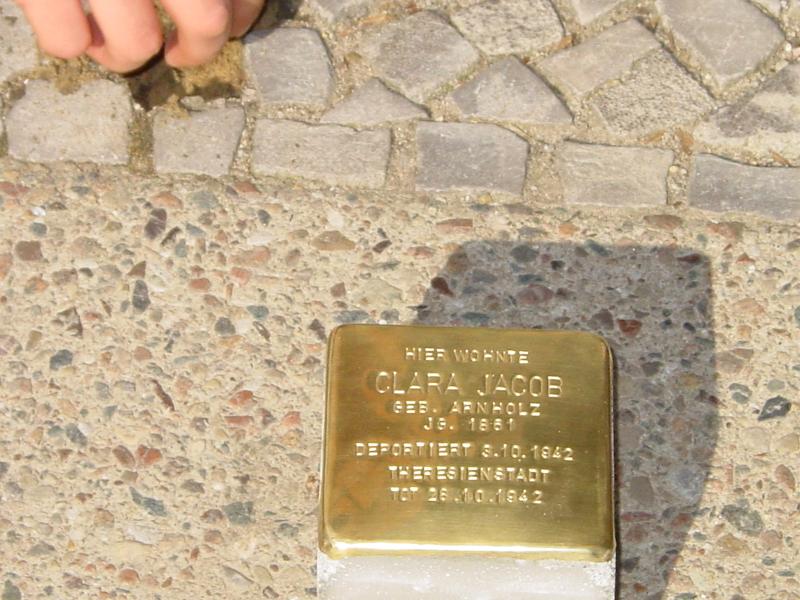 HIER WOHNTE
CLARA JACOB
GEB. ARNHOLZ
JG. 1861
DEPORTIERT 3.10.1942
THERESIENSTADT
TOT 26.10.1942